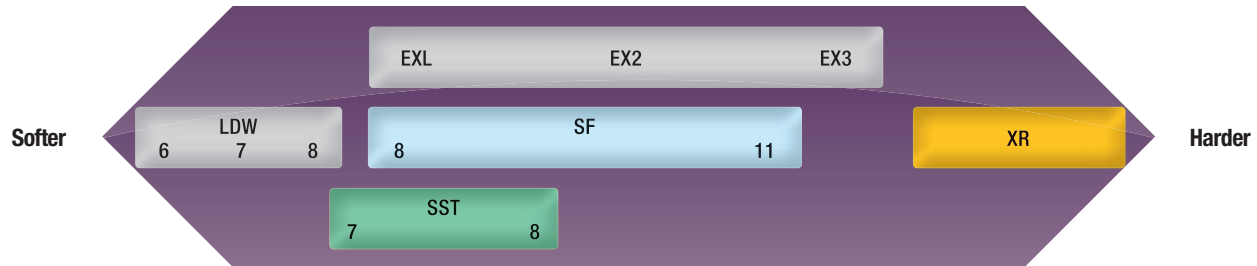 EXL EX2 EX3
Softer
LDW
6 7 8
SF
8 11
XR
Harder
SST
7 8